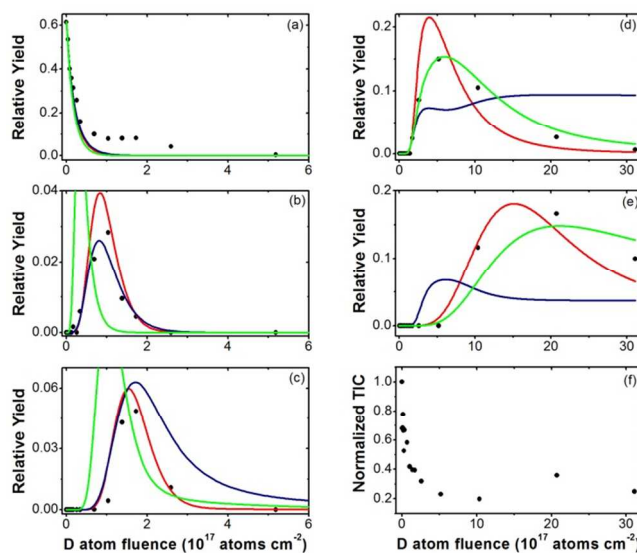 (a)
Relative Yield
0.6
0.4
0.2
0.0
0 2 4 6
(b)
Relative Yield
0.04
0.02
0.00
0 2 4 6
(c)
Relative Yield
0.06
0.03
0.00
0 2 4 6
D atom fluence (10¹⁷ atoms cm⁻²)
(d)
Relative Yield
0.2
0.1
0.0
0 10 20 30
(e)
Relative Yield
0.2
0.1
0.0
0 10 20 30
(f)
Normalized TIC
1.0
0.8
0.6
0.4
0.2
0 10 20 30
D atom fluence (10¹⁷ atoms cm⁻²)